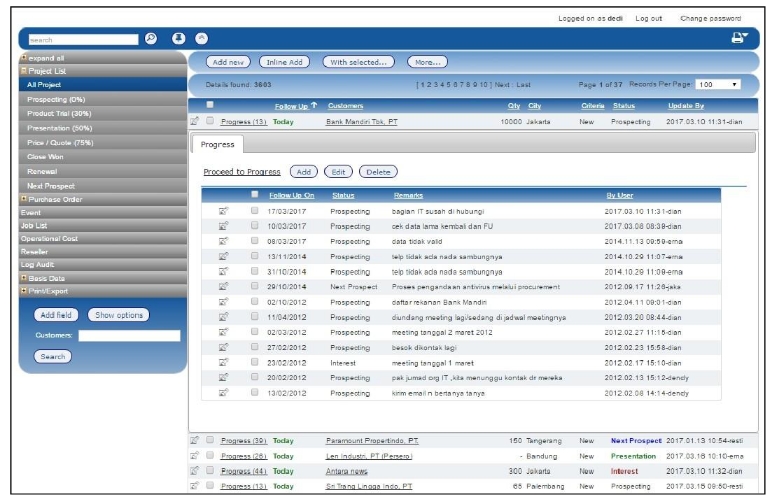 Logged on as dedi Log out Change password
search
expand all
Project List
All Project
Prospecting (0%)
Product Trial (30%)
Presentation (50%)
Price / Quote (75%)
Close Won
Renewal
Next Prospect
Purchase Order
Event
Job List
Operational Cost
Reseller
Log Audit
Basis Data
Print/Export
Add field Show options
Customers:
Search
Add new Inline Add With selected... More...
Details found: 3603 [ 1 2 3 4 5 6 7 8 9 10 ] Next : Last Page 1 of 37 Records Per Page: 100
Follow Up Customers Qty City Criteria Status Update By
Progress (13) Today Bank Mandiri Tbk, PT 10000 Jakarta New Prospecting 2017.03.10 11:31-dian
Progress
Proceed to Progress Add Edit Delete
Follow Up On Status Remarks By User
17/03/2017 Prospecting bagian IT susah di hubungi 2017.03.10 11:31-dian
10/03/2017 Prospecting cek data lama kembali dan FU 2017.03.08 08:39-dian
08/03/2017 Prospecting data tidak valid 2014.11.13 09:59-ema
13/11/2014 Prospecting telp tidak ada nada sambungnya 2014.10.29 11:07-ema
31/10/2014 Prospecting telp tidak ada nada sambungnya 2014.10.29 11:09-ema
29/10/2014 Next Prospect Proses pengandaan antivirus melalui procurement 2012.09.17 11:26-jaka
02/10/2012 Prospecting daftar rekanan Bank Mandiri 2012.04.11 09:01-dian
11/04/2012 Prospecting diundang meeting lagi/sedang di jadwal meetingnya 2012.03.20 08:44-dian
02/03/2012 Prospecting meeting tanggal 2 maret 2012 2012.02.27 11:15-dian
27/02/2012 Prospecting besok dikontak lagi 2012.02.23 15:58-dian
23/02/2012 Interest meeting tanggal 1 maret 2012.02.17 15:10-dian
20/02/2012 Prospecting pak jumad org IT ,kita menunggu kontak dr mereka 2012.02.13 15:12-dendy
13/02/2012 Prospecting kirim email n bertanya tanya 2012.02.08 14:14-dendy
Progress (39) Today Paramount Propertindo, PT. 150 Tangerang New Next Prospect 2017.01.13 10:54-resti
Progress (26) Today Len Industri, PT (Persero) - Bandung New Presentation 2017.03.16 10:10-ema
Progress (44) Today Antara news 300 Jakarta New Interest 2017.03.10 11:32-dian
Progress (13) Today Sri Trang Lingga Indo, PT 65 Palembang New Prospecting 2017.03.15 09:50-resti